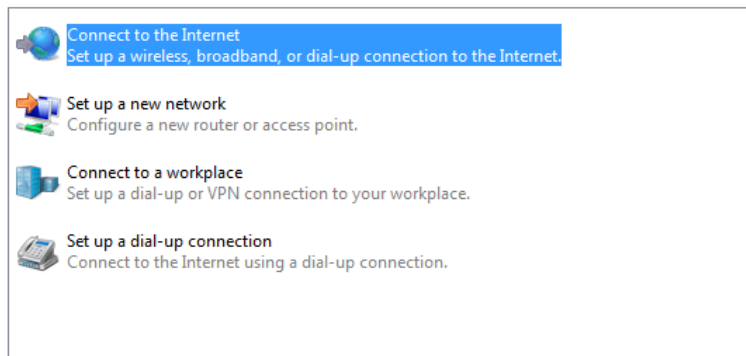 Connect to the Internet
Set up a wireless, broadband, or dial-up connection to the Internet.
Set up a new network
Configure a new router or access point.
Connect to a workplace
Set up a dial-up or VPN connection to your workplace.
Set up a dial-up connection
Connect to the Internet using a dial-up connection.